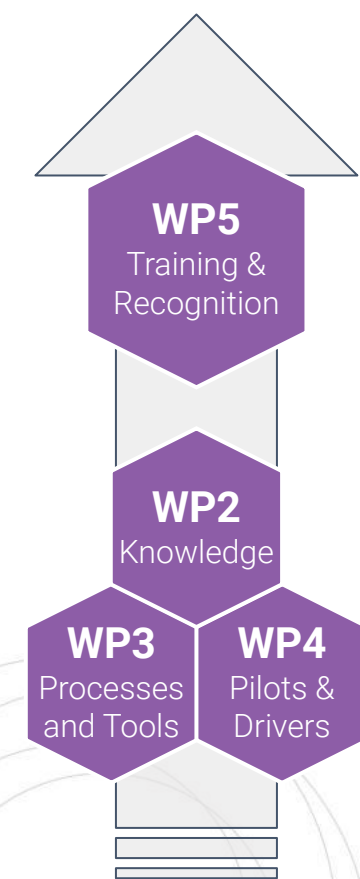 WP5
Training &
Recognition
WP2
Knowledge
WP3
Processes
and Tools
WP4
Pilots &
Drivers